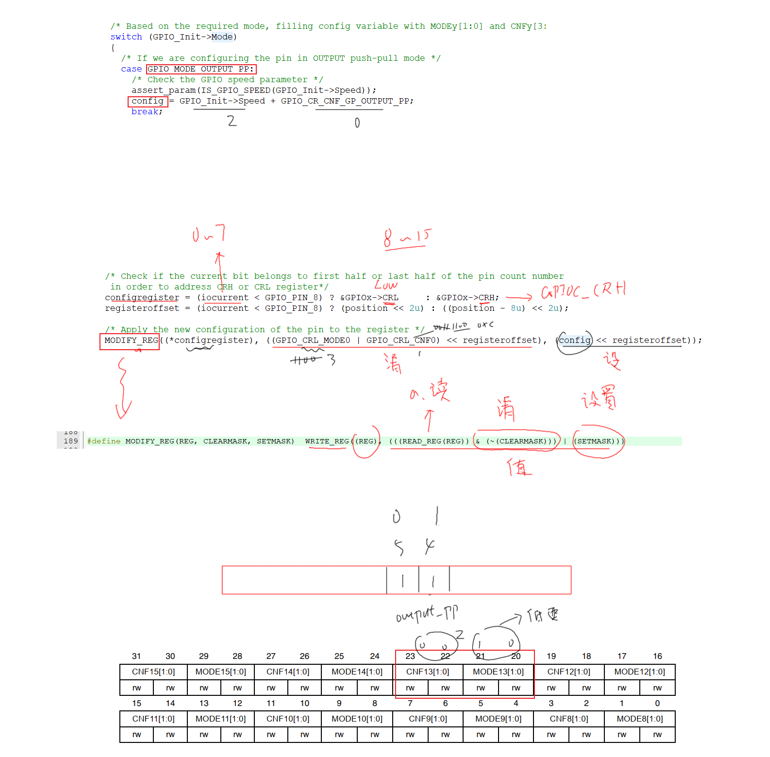 /* Based on the required mode, filling config variable with MODEy[1:0] and CNFy[3:
switch (GPIO_Init->Mode)
{
/* If we are configuring the pin in OUTPUT push-pull mode */
case GPIO_MODE_OUTPUT_PP:
/* Check the GPIO speed parameter */
assert_param(IS_GPIO_SPEED(GPIO_Init->Speed));
config = GPIO_Init->Speed + GPIO_CR_CNF_GP_OUTPUT_PP;
break;
2 0
0~7 8~15
/* Check if the current bit belongs to first half or last half of the pin count number
in order to address CRH or CRL register*/
Low
configregister = (iocurrent < GPIO_PIN_8) ? &GPIOx->CRL : &GPIOx->CRH; → GPIOC_CRH
registeroffset = (iocurrent < GPIO_PIN_8) ? (position << 2u) : ((position - 8u) << 2u);
/* Apply the new configuration of the pin to the register */
0xC
MODIFY_REG((*configregister), ((GPIO_CRL_MODE0 | GPIO_CRL_CNF0) << registeroffset), (config << registeroffset));
3 清 设
a.读 清 设置
188
189 #define MODIFY_REG(REG, CLEARMASK, SETMASK) WRITE_REG((REG), (((READ_REG(REG)) & (~(CLEARMASK))) | (SETMASK)))
值
0 1
5 4
1 1
output_PP 2 → 低速
0 0 1 0
31 30 29 28 27 26 25 24 23 22 21 20 19 18 17 16
CNF15[1:0] MODE15[1:0] CNF14[1:0] MODE14[1:0] CNF13[1:0] MODE13[1:0] CNF12[1:0] MODE12[1:0]
rw rw rw rw rw rw rw rw rw rw rw rw rw rw rw rw
15 14 13 12 11 10 9 8 7 6 5 4 3 2 1 0
CNF11[1:0] MODE11[1:0] CNF10[1:0] MODE10[1:0] CNF9[1:0] MODE9[1:0] CNF8[1:0] MODE8[1:0]
rw rw rw rw rw rw rw rw rw rw rw rw rw rw rw rw